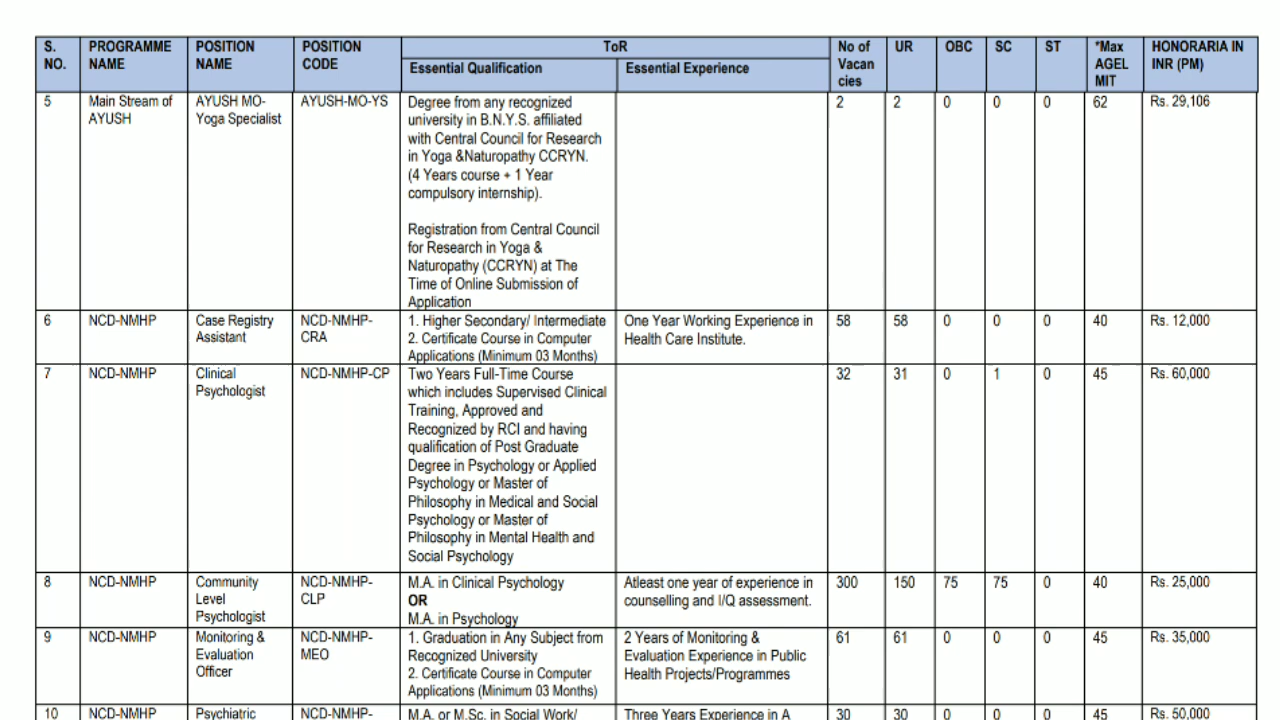 S. NO. PROGRAMME NAME POSITION NAME POSITION CODE ToR No of Vacan cies UR OBC SC ST *Max AGEL MIT HONORARIA IN INR (PM)
Essential Qualification Essential Experience
5 Main Stream of AYUSH-MO-YS Degree from any recognized 2 2 0 0 0 62 Rs. 29,106
AYUSH MO-
AYUSH Yoga Specialist university in B.N.Y.S. affiliated
with Central Council for Research
in Yoga &Naturopathy CCRYN.
(4 Years course + 1 Year
compulsory internship).
Registration from Central Council
for Research in Yoga &
Naturopathy (CCRYN) at The
Time of Online Submission of
Application
6 NCD-NMHP Case Registry NCD-NMHP- 1. Higher Secondary/ Intermediate One Year Working Experience in 58 58 0 0 0 40 Rs. 12,000
Assistant CRA 2. Certificate Course in Computer Health Care Institute.
Applications (Minimum 03 Months)
7 NCD-NMHP Clinical NCD-NMHP-CP Two Years Full-Time Course 32 31 0 1 0 45 Rs. 60,000
Psychologist which includes Supervised Clinical
Training, Approved and
Recognized by RCI and having
qualification of Post Graduate
Degree in Psychology or Applied
Psychology or Master of
Philosophy in Medical and Social
Psychology or Master of
Philosophy in Mental Health and
Social Psychology
8 NCD-NMHP Community NCD-NMHP- M.A. in Clinical Psychology Atleast one year of experience in 300 150 75 75 0 40 Rs. 25,000
Level CLP OR counselling and I/Q assessment.
Psychologist M.A. in Psychology
9 NCD-NMHP Monitoring & NCD-NMHP- 1. Graduation in Any Subject from 2 Years of Monitoring & 61 61 0 0 0 45 Rs. 35,000
Evaluation MEO Recognized University Evaluation Experience in Public
Officer 2. Certificate Course in Computer Health Projects/Programmes
Applications (Minimum 03 Months)
10 NCD-NMHP Psychiatric NCD-NMHP- M.A. or M.Sc. in Social Work/ Three Years Experience in A 30 30 0 0 0 45 Rs. 50,000